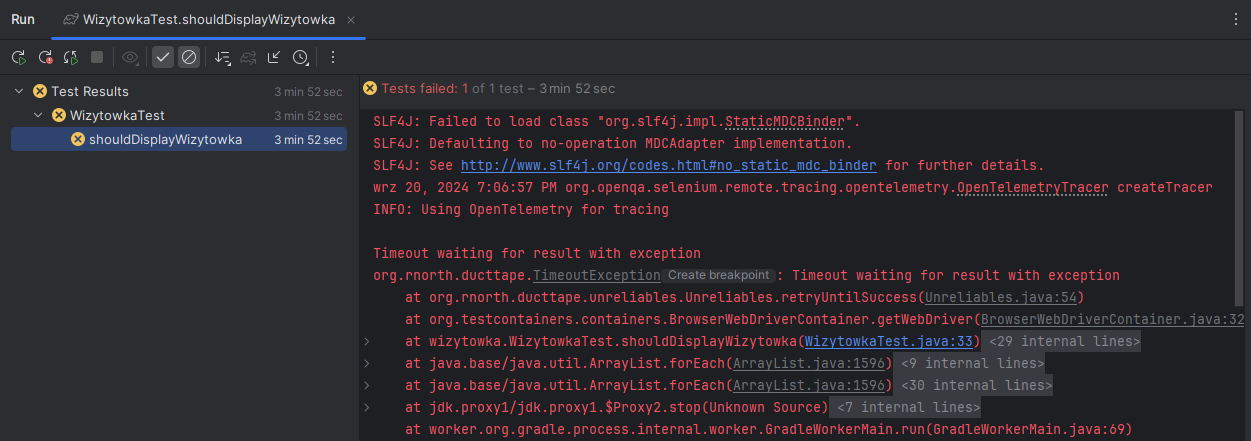 Run
WizytowkaTest.shouldDisplayWizytowka
Test Results 3 min 52 sec
WizytowkaTest 3 min 52 sec
shouldDisplayWizytowka 3 min 52 sec
Tests failed: 1 of 1 test – 3 min 52 sec
SLF4J: Failed to load class "org.slf4j.impl.StaticMDCBinder".
SLF4J: Defaulting to no-operation MDCAdapter implementation.
SLF4J: See http://www.slf4j.org/codes.html#no_static_mdc_binder for further details.
wrz 20, 2024 7:06:57 PM org.openqa.selenium.remote.tracing.opentelemetry.OpenTelemetryTracer createTracer
INFO: Using OpenTelemetry for tracing
Timeout waiting for result with exception
org.rnorth.ducttape.TimeoutException Create breakpoint : Timeout waiting for result with exception
at org.rnorth.ducttape.unreliables.Unreliables.retryUntilSuccess(Unreliables.java:54)
at org.testcontainers.containers.BrowserWebDriverContainer.getWebDriver(BrowserWebDriverContainer.java:32
at wizytowka.WizytowkaTest.shouldDisplayWizytowka(WizytowkaTest.java:33) <29 internal lines>
at java.base/java.util.ArrayList.forEach(ArrayList.java:1596) <9 internal lines>
at java.base/java.util.ArrayList.forEach(ArrayList.java:1596) <30 internal lines>
at jdk.proxy1/jdk.proxy1.$Proxy2.stop(Unknown Source) <7 internal lines>
at worker.org.gradle.process.internal.worker.GradleWorkerMain.run(GradleWorkerMain.java:69)